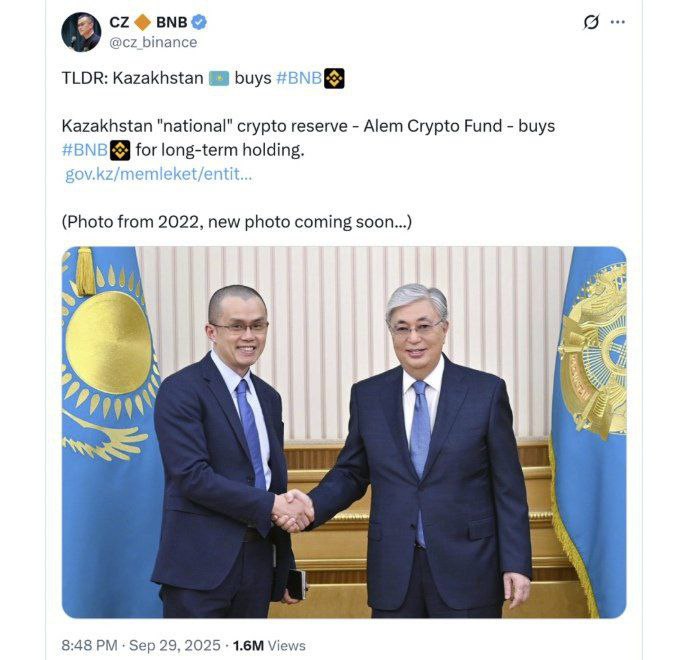 CZ 🔶 BNB
@cz_binance
TLDR: Kazakhstan 🇰🇿 buys #BNB
Kazakhstan "national" crypto reserve - Alem Crypto Fund - buys
#BNB for long-term holding.
gov.kz/memleket/entit...
(Photo from 2022, new photo coming soon...)
8:48 PM · Sep 29, 2025 · 1.6M Views